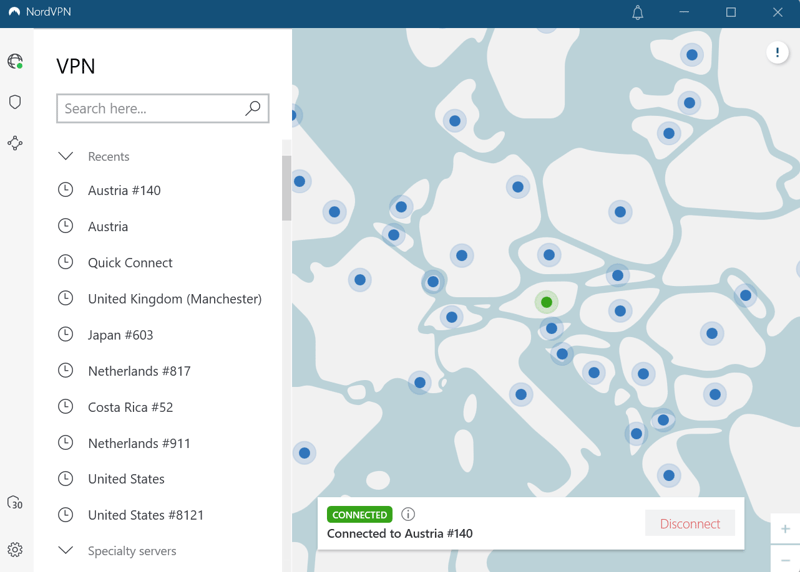 NordVPN
VPN
Search here...
Recents
Austria #140
Austria
Quick Connect
United Kingdom (Manchester)
Japan #603
Netherlands #817
Costa Rica #52
Netherlands #911
United States
United States #8121
Specialty servers
30
CONNECTED
Connected to Austria #140
Disconnect